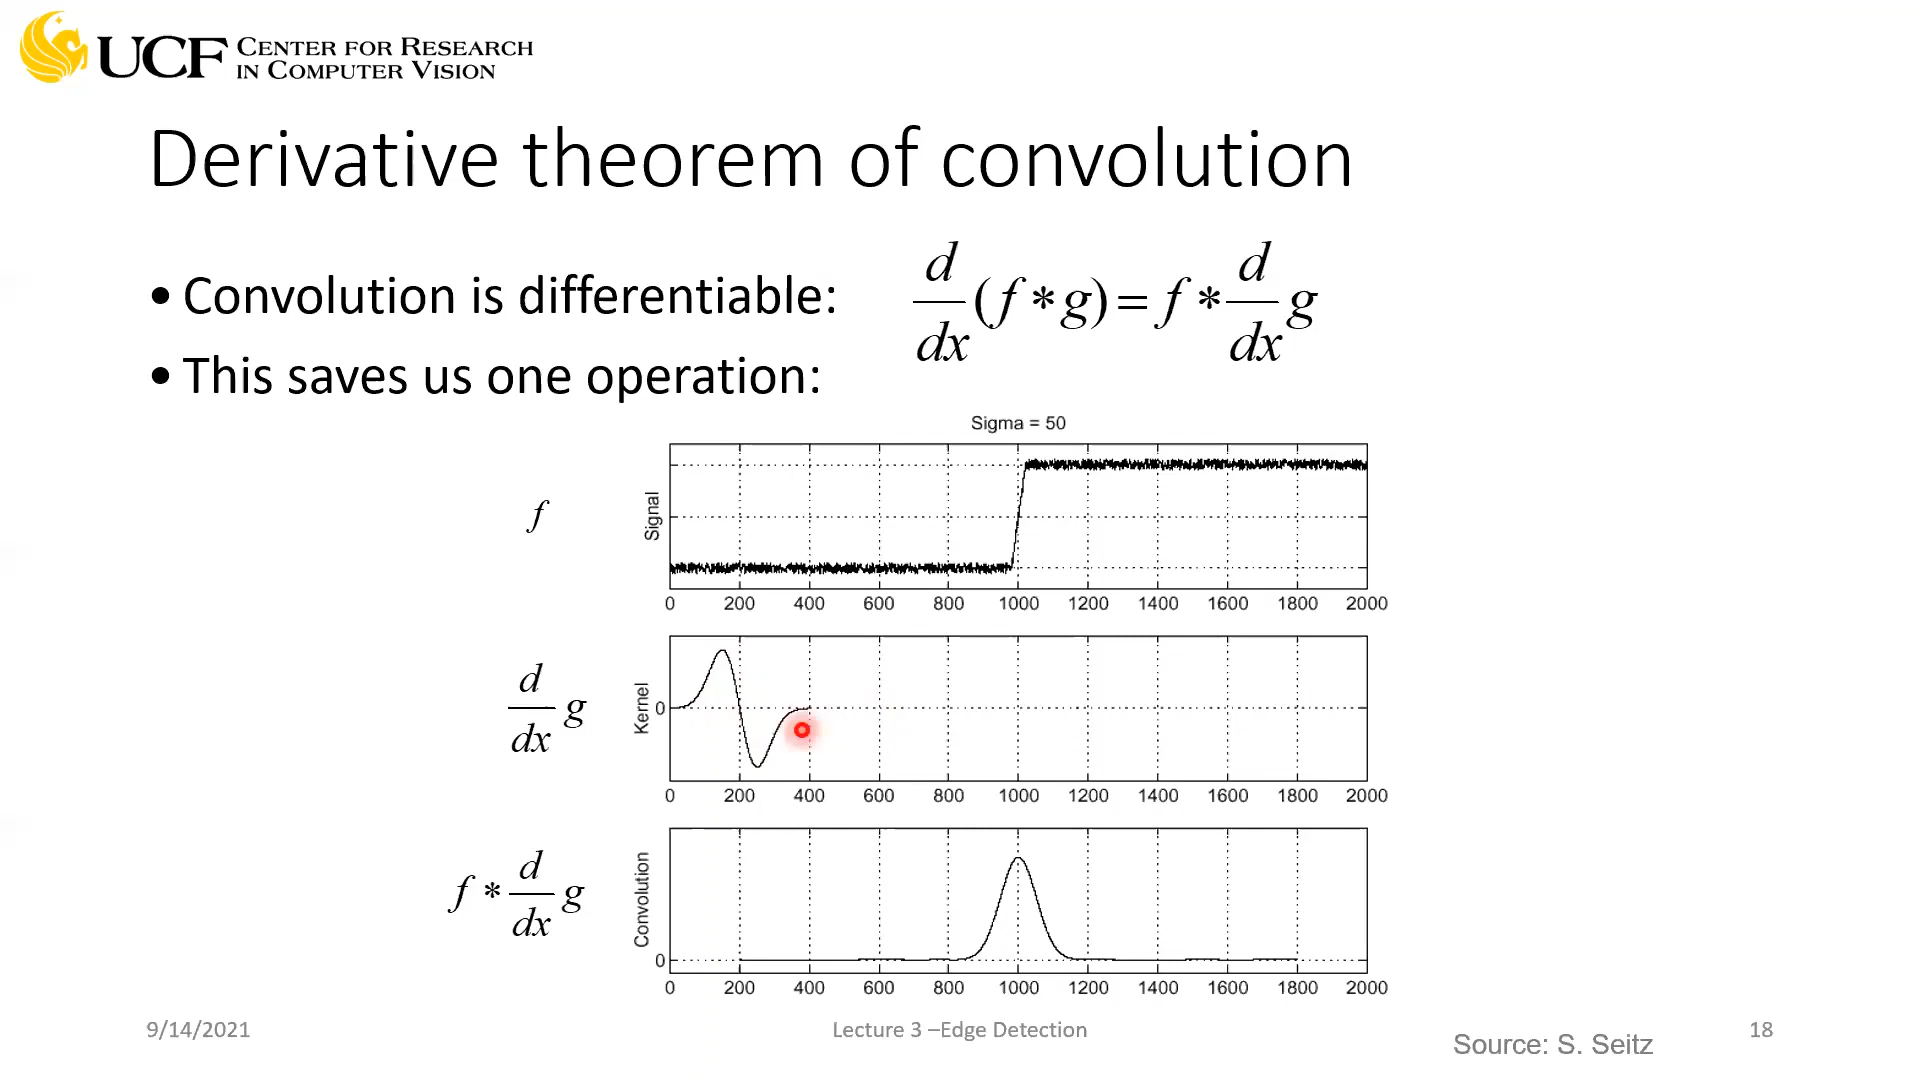 UCF CENTER FOR RESEARCH
IN COMPUTER VISION
Derivative theorem of convolution
• Convolution is differentiable:
d/dx (f * g) = f * d/dx g
• This saves us one operation:
Sigma = 50
f
Signal
0 200 400 600 800 1000 1200 1400 1600 1800 2000
d/dx g
Kernel
0
0 200 400 600 800 1000 1200 1400 1600 1800 2000
f * d/dx g
Convolution
0
0 200 400 600 800 1000 1200 1400 1600 1800 2000
9/14/2021
Lecture 3 –Edge Detection
Source: S. Seitz
18